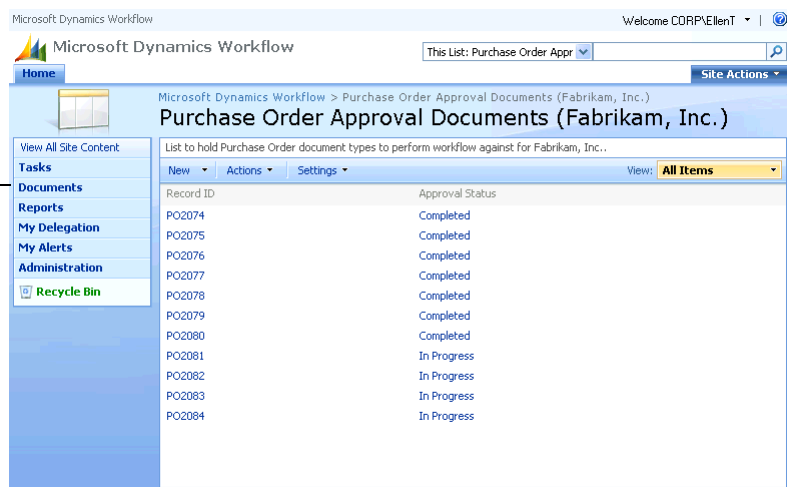 Microsoft Dynamics Workflow
Welcome CORP\EllenT
Microsoft Dynamics Workflow
This List: Purchase Order Appr
Home
Site Actions
Microsoft Dynamics Workflow > Purchase Order Approval Documents (Fabrikam, Inc.)
Purchase Order Approval Documents (Fabrikam, Inc.)
View All Site Content
Tasks
Documents
Reports
My Delegation
My Alerts
Administration
Recycle Bin
List to hold Purchase Order document types to perform workflow against for Fabrikam, Inc..
New Actions Settings View: All Items
Record ID Approval Status
PO2074 Completed
PO2075 Completed
PO2076 Completed
PO2077 Completed
PO2078 Completed
PO2079 Completed
PO2080 Completed
PO2081 In Progress
PO2082 In Progress
PO2083 In Progress
PO2084 In Progress